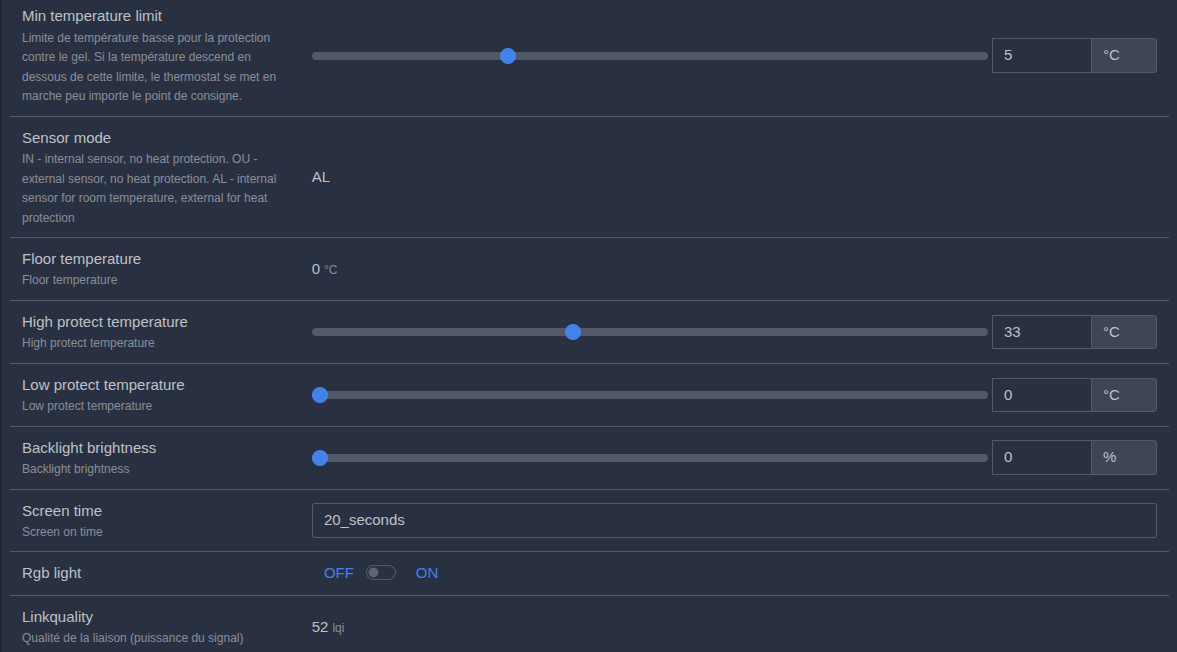 Min temperature limit
Limite de température basse pour la protection
contre le gel. Si la température descend en
dessous de cette limite, le thermostat se met en
marche peu importe le point de consigne.
5 °C
Sensor mode
IN - internal sensor, no heat protection. OU -
external sensor, no heat protection. AL - internal
sensor for room temperature, external for heat
protection
AL
Floor temperature
Floor temperature
0 °C
High protect temperature
High protect temperature
33 °C
Low protect temperature
Low protect temperature
0 °C
Backlight brightness
Backlight brightness
0 %
Screen time
Screen on time
20_seconds
Rgb light
OFF ON
Linkquality
Qualité de la liaison (puissance du signal)
52 lqi